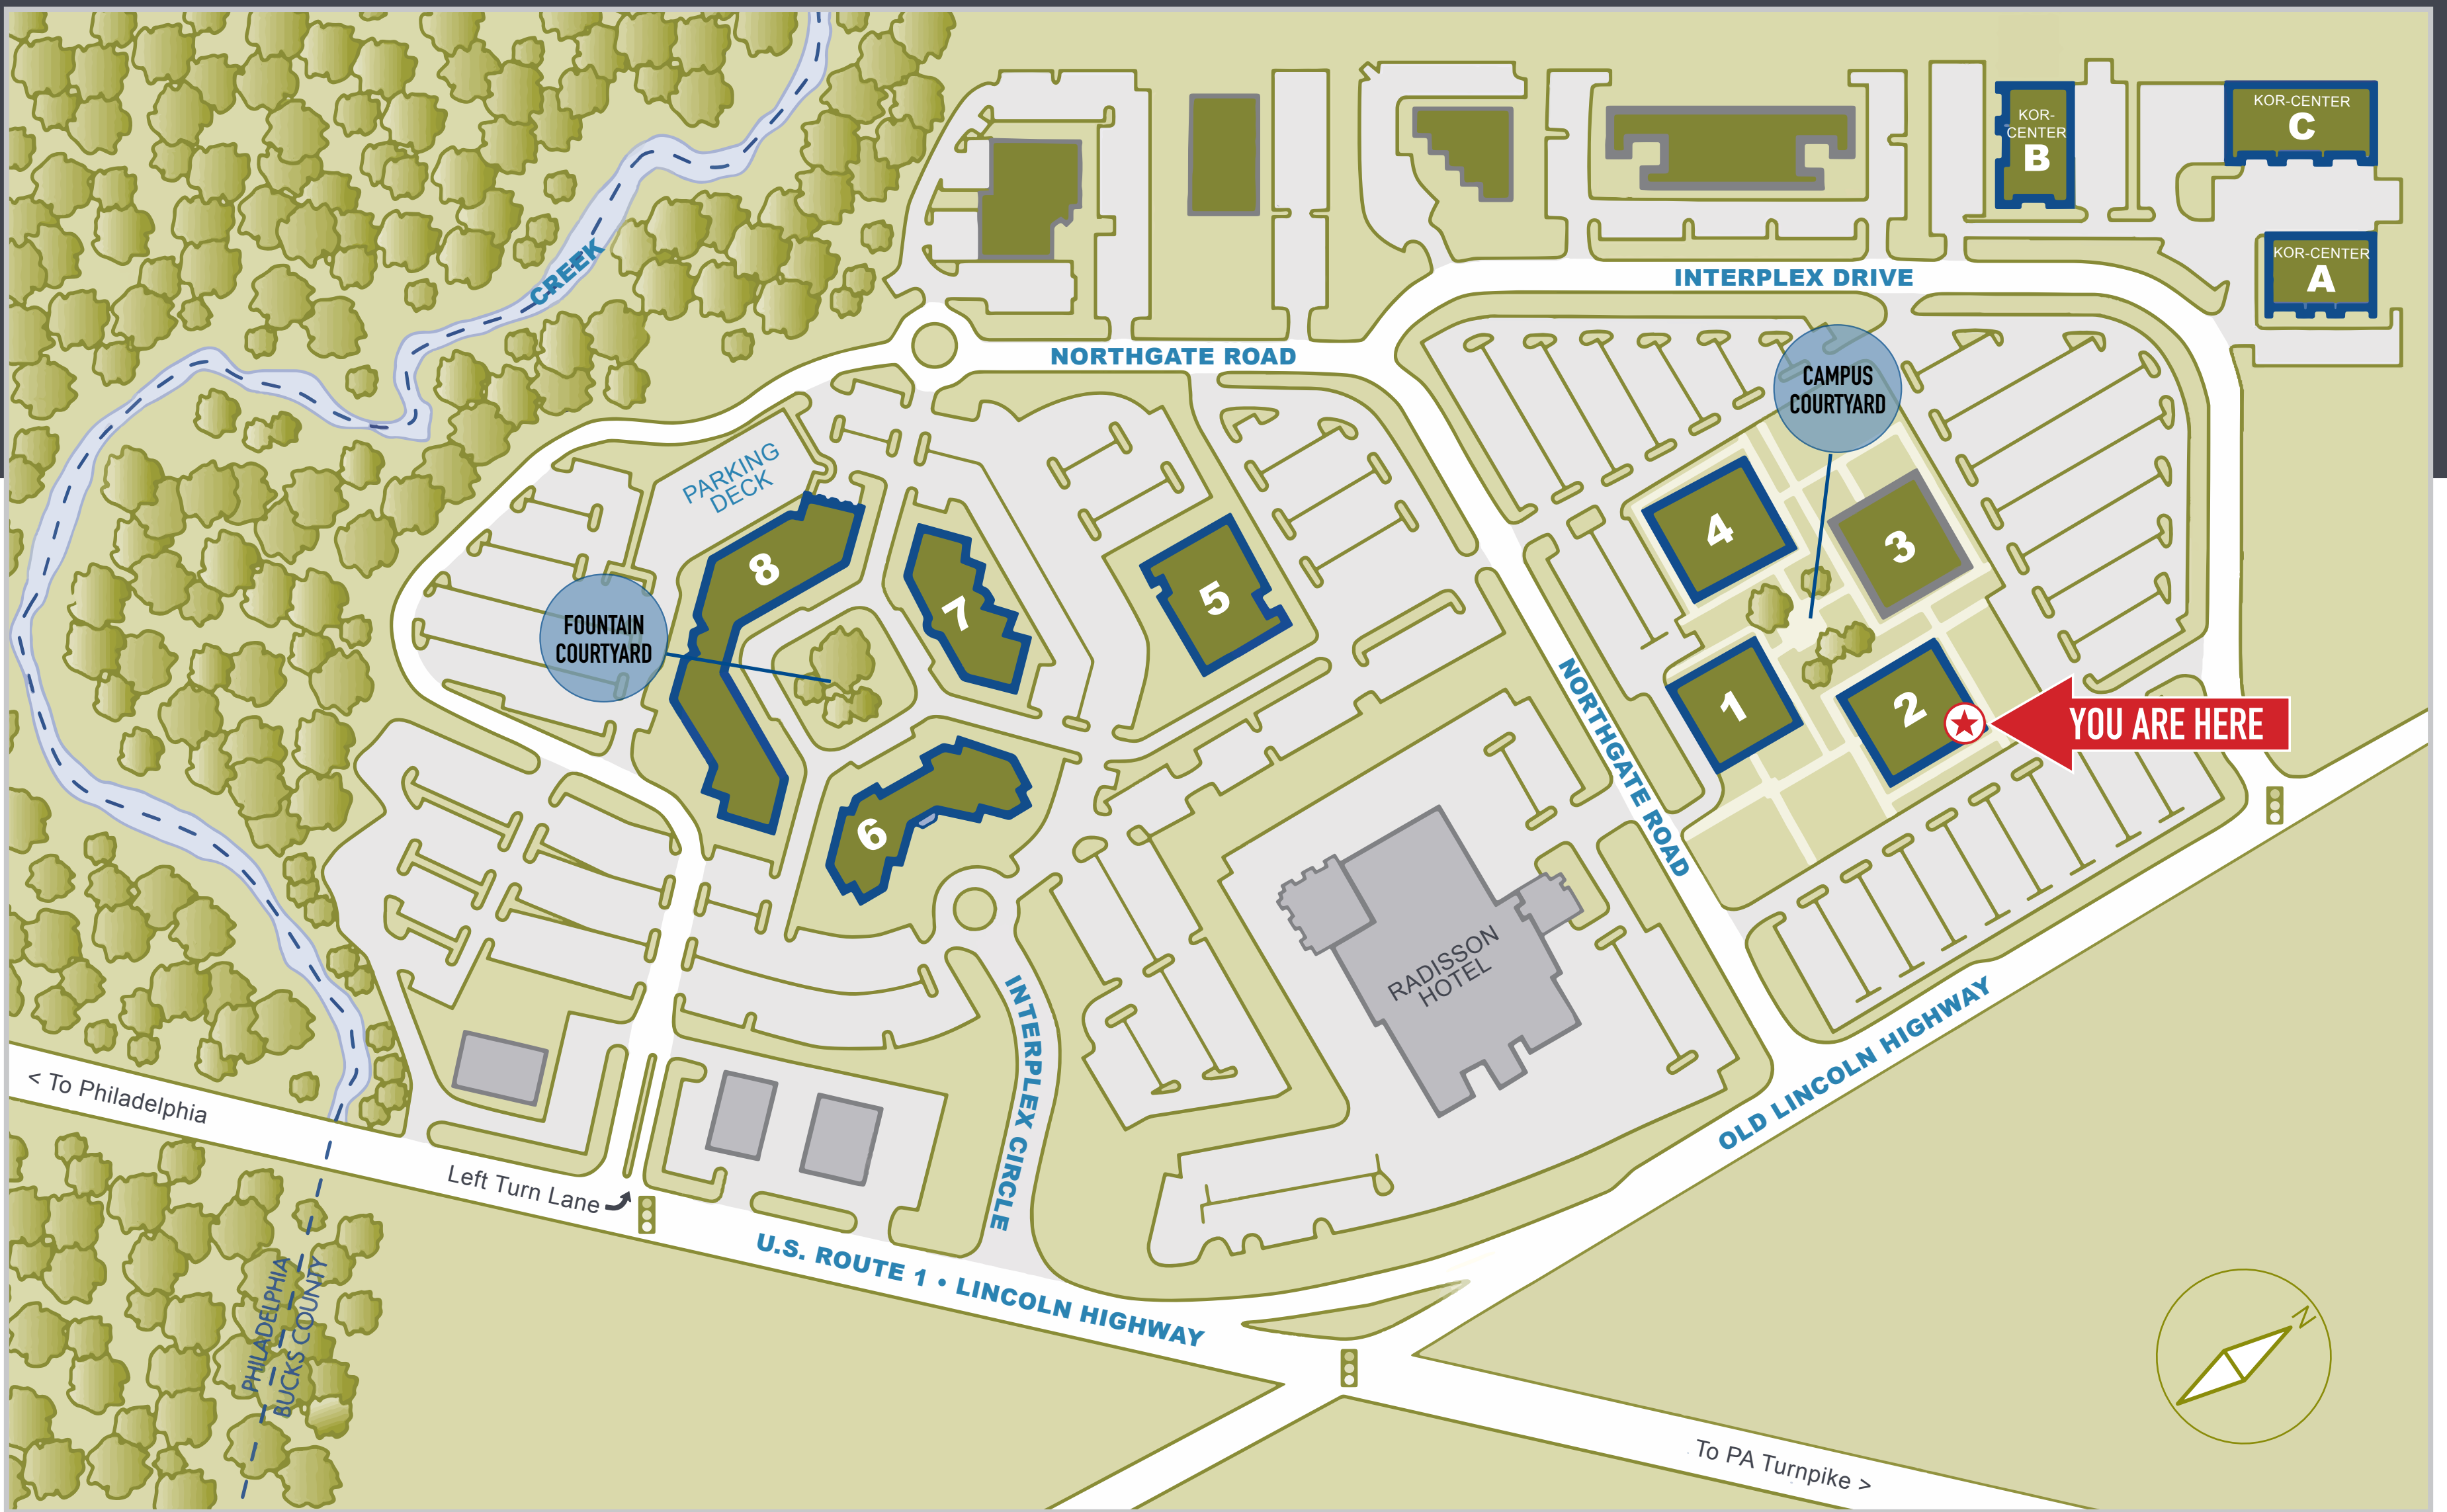 KOR-CENTER
C
KOR-
CENTER
B
KOR-CENTER
A
CREEK
INTERPLEX DRIVE
NORTHGATE ROAD
CAMPUS
COURTYARD
PARKING
DECK
4
3
8
7
5
FOUNTAIN
COURTYARD
1
2
YOU ARE HERE
NORTHGATE ROAD
6
RADISSON
HOTEL
INTERPLEX CIRCLE
OLD LINCOLN HIGHWAY
< To Philadelphia
Left Turn Lane
U.S. ROUTE 1 • LINCOLN HIGHWAY
PHILADELPHIA
BUCKS COUNTY
N
To PA Turnpike >